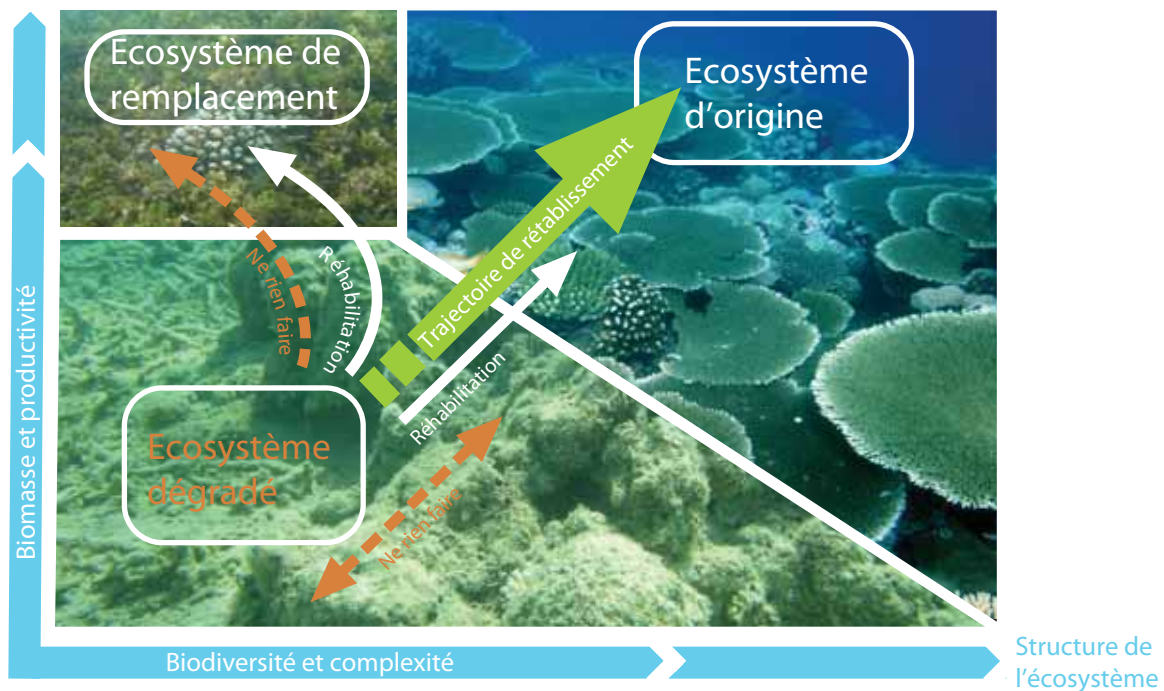 Ecosystème de
remplacement
Ecosystème
d'origine
Trajectoire de rétablissement
Ne rien faire
Réhabilitation
Réhabilitation
Ecosystème
dégradé
Ne rien faire
Biomasse et productivité
Biodiversité et complexité
Structure de
l'écosystème